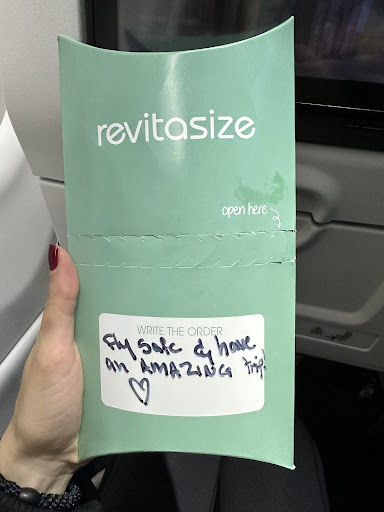 revitasize
open here
WRITE THE ORDER
Fly safe & have
an AMAZING trip!
♡